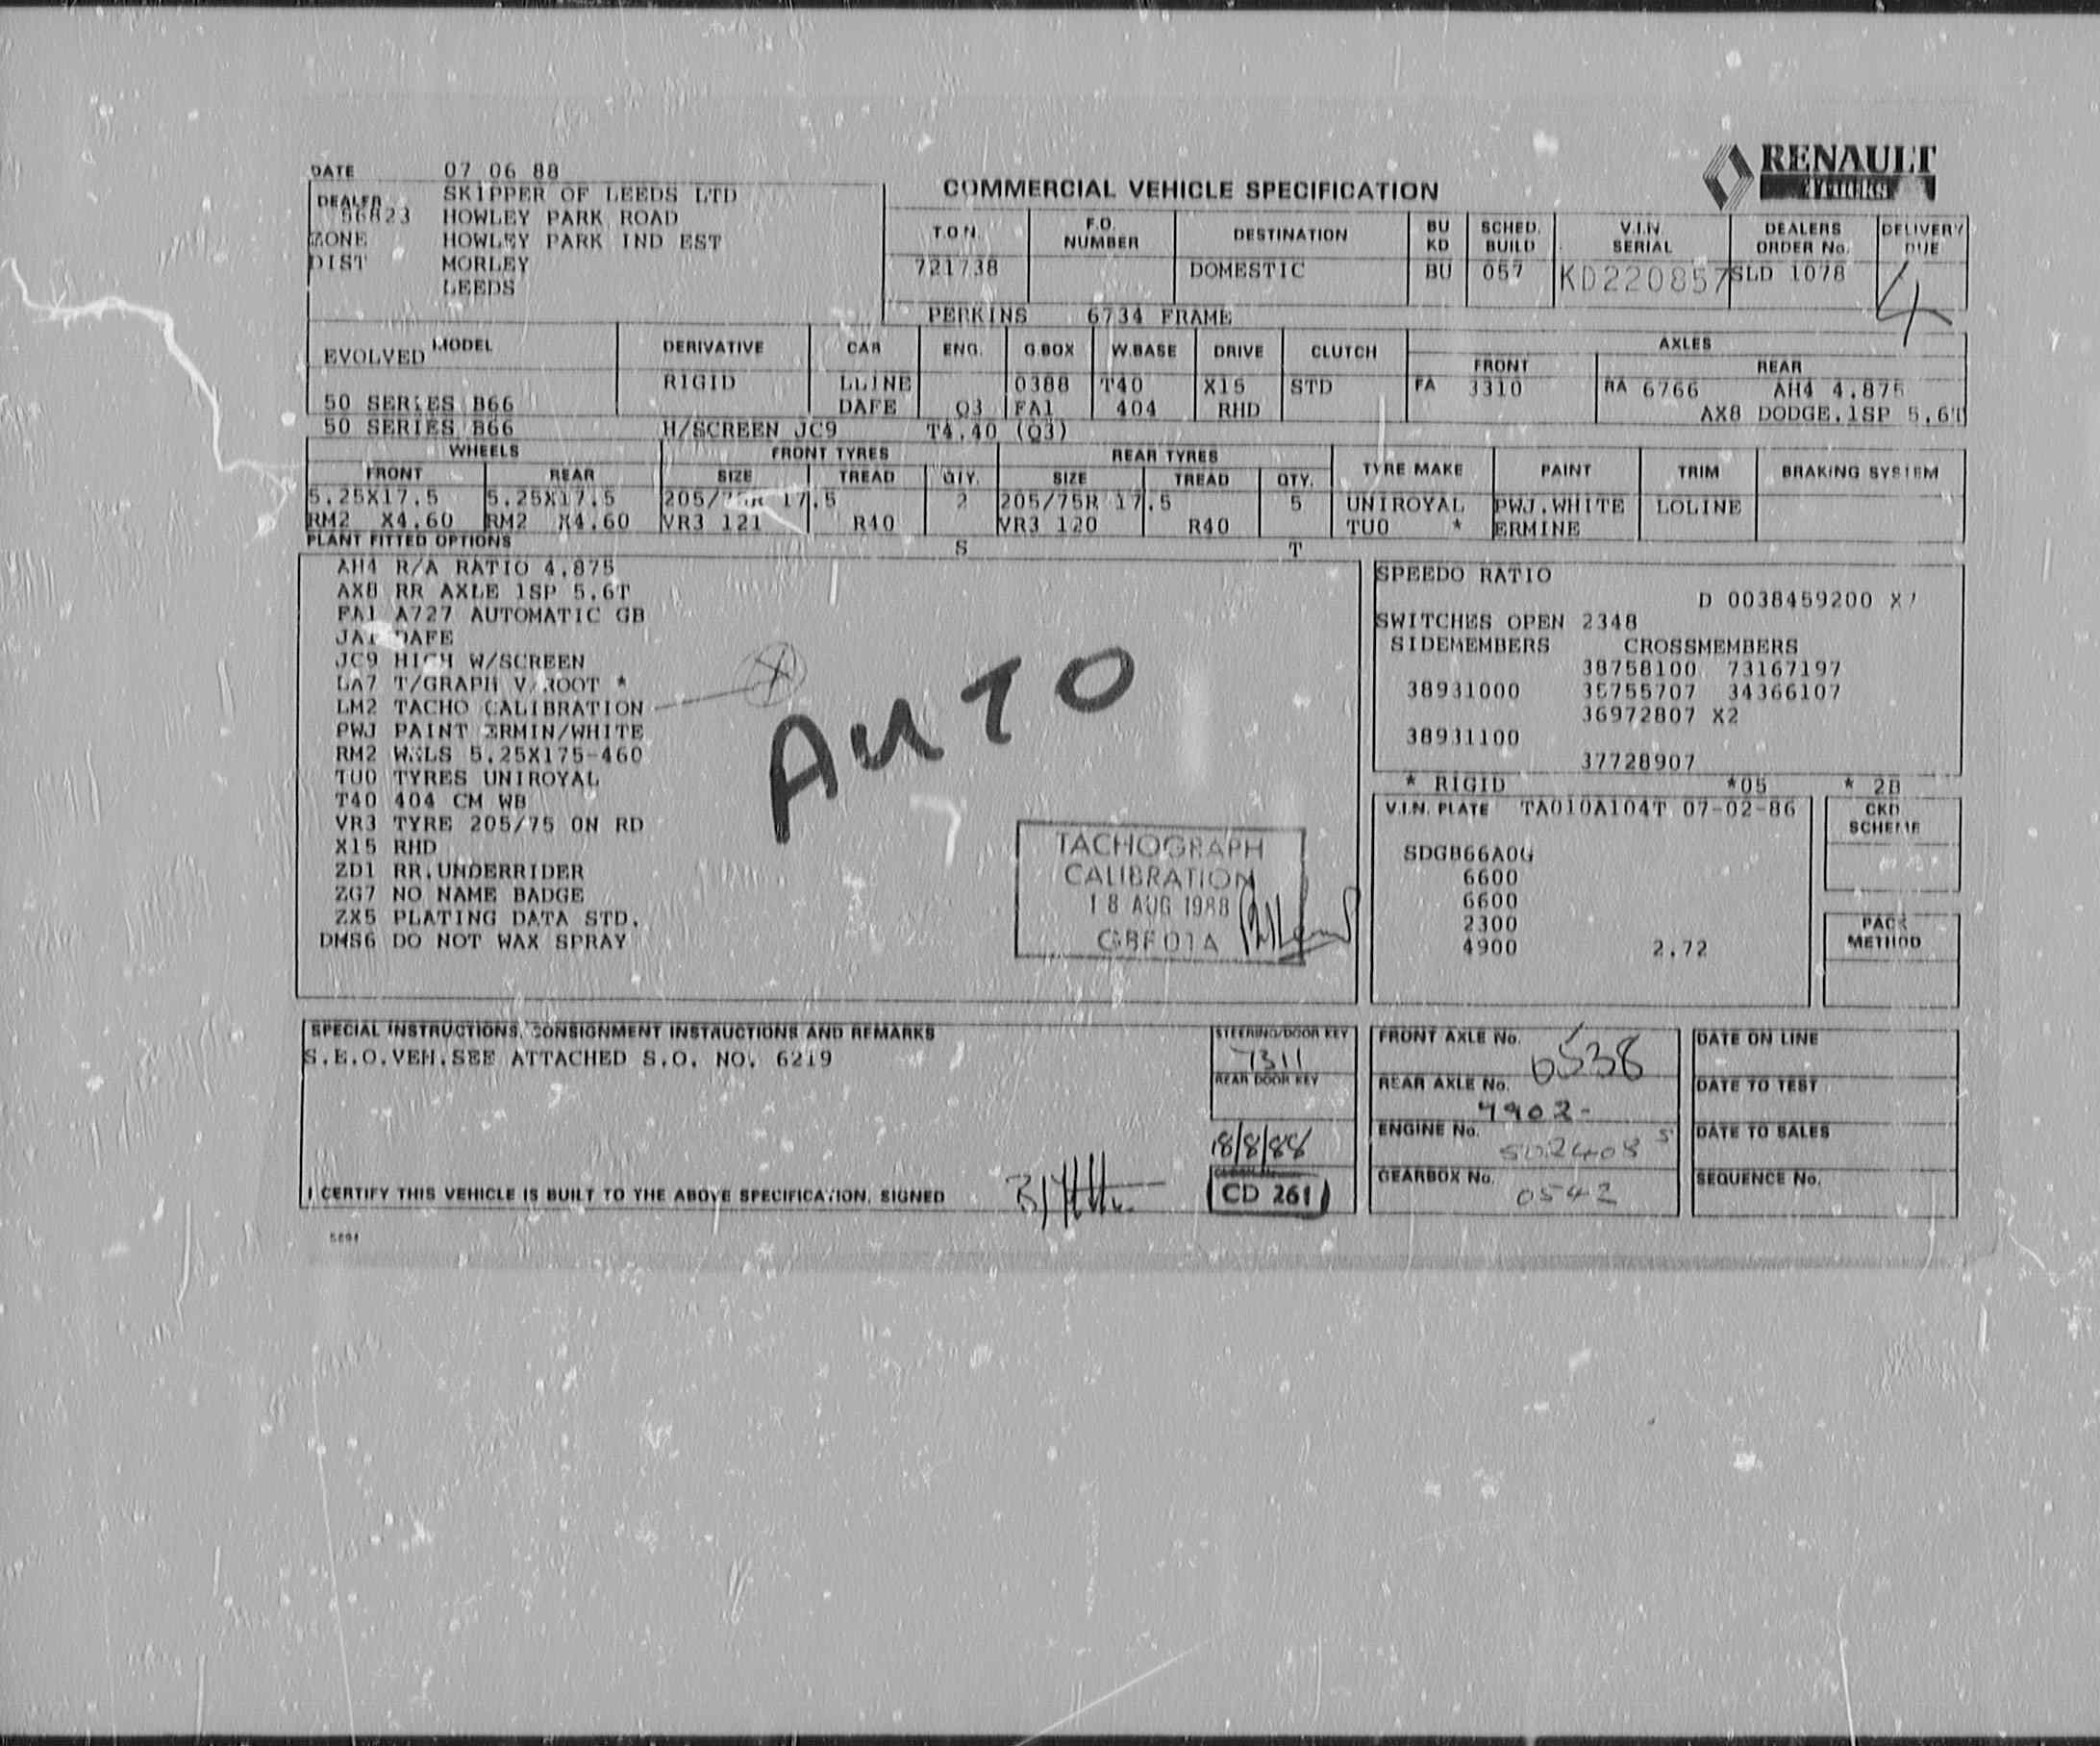 DATE 07 06 88
RENAULT
DEALER SKIPPER OF LEEDS LTD
56823 HOWLEY PARK ROAD
ZONE HOWLEY PARK IND EST
DIST MORLEY
LEEDS
COMMERCIAL VEHICLE SPECIFICATION
T.O.N. F.O. NUMBER DESTINATION BU KD SCHED. BUILD V.I.N. SERIAL DEALERS ORDER No. DELIVERY DUE
721738 DOMESTIC BU 057 KD220857 SLD 1078 4
PERKINS 6734 FRAME
EVOLVED MODEL DERIVATIVE CAB ENG. G.BOX W.BASE DRIVE CLUTCH AXLES
FRONT REAR
RIGID LLINE 0388 T40 X15 STD FA 3310 RA 6766 AH4 4.875
50 SERIES B66 DAFE Q3 FA1 404 RHD AX8 DODGE.1SP 5.6T
50 SERIES B66 H/SCREEN JC9 T4.40 (Q3)
WHEELS FRONT TYRES REAR TYRES TYRE MAKE PAINT TRIM BRAKING SYSTEM
FRONT REAR SIZE TREAD QTY. SIZE TREAD QTY.
5.25X17.5 5.25X17.5 205/75R 17.5 2 205/75R 17.5 5 UNIROYAL PWJ.WHITE LOLINE
RM2 X4.60 RM2 X4.60 VR3 121 R40 VR3 120 R40 TU0 * ERMINE
PLANT FITTED OPTIONS S T
AH4 R/A RATIO 4.875
AX8 RR AXLE 1SP 5.6T
FA1 A727 AUTOMATIC GB
JA1 DAFE
JC9 HIGH W/SCREEN
LA7 T/GRAPH V/ROOT *
LM2 TACHO CALIBRATION
PWJ PAINT ERMIN/WHITE
RM2 WHLS 5.25X175-460
TU0 TYRES UNIROYAL
T40 404 CM WB
VR3 TYRE 205/75 ON RD
X15 RHD
ZD1 RR.UNDERRIDER
ZG7 NO NAME BADGE
ZX5 PLATING DATA STD.
DMS6 DO NOT WAX SPRAY
AUTO
TACHOGRAPH
CALIBRATION
18 AUG 1988
GBF01A
SPEEDO RATIO
D 0038459200 X
SWITCHES OPEN 2348
SIDEMEMBERS CROSSMEMBERS
38758100 73167197
38931000 35755707 34366107
36972807 X2
38931100
37728907
* RIGID *05 * 2B
V.I.N. PLATE TA010A104T 07-02-86
SDGB66A0G
6600
6600
2300
4900 2.72
CKD
SCHEME
PACK
METHOD
SPECIAL INSTRUCTIONS, CONSIGNMENT INSTRUCTIONS AND REMARKS
S.E.O.VEH.SEE ATTACHED S.O. NO. 6219
I CERTIFY THIS VEHICLE IS BUILT TO THE ABOVE SPECIFICATION. SIGNED
STEERING/DOOR KEY
7311
REAR DOOR KEY
18/8/88
CD 261
FRONT AXLE No. 6538
REAR AXLE No.
4902-
ENGINE No.
GEARBOX No. 0542
DATE ON LINE
DATE TO TEST
DATE TO SALES
SEQUENCE No.